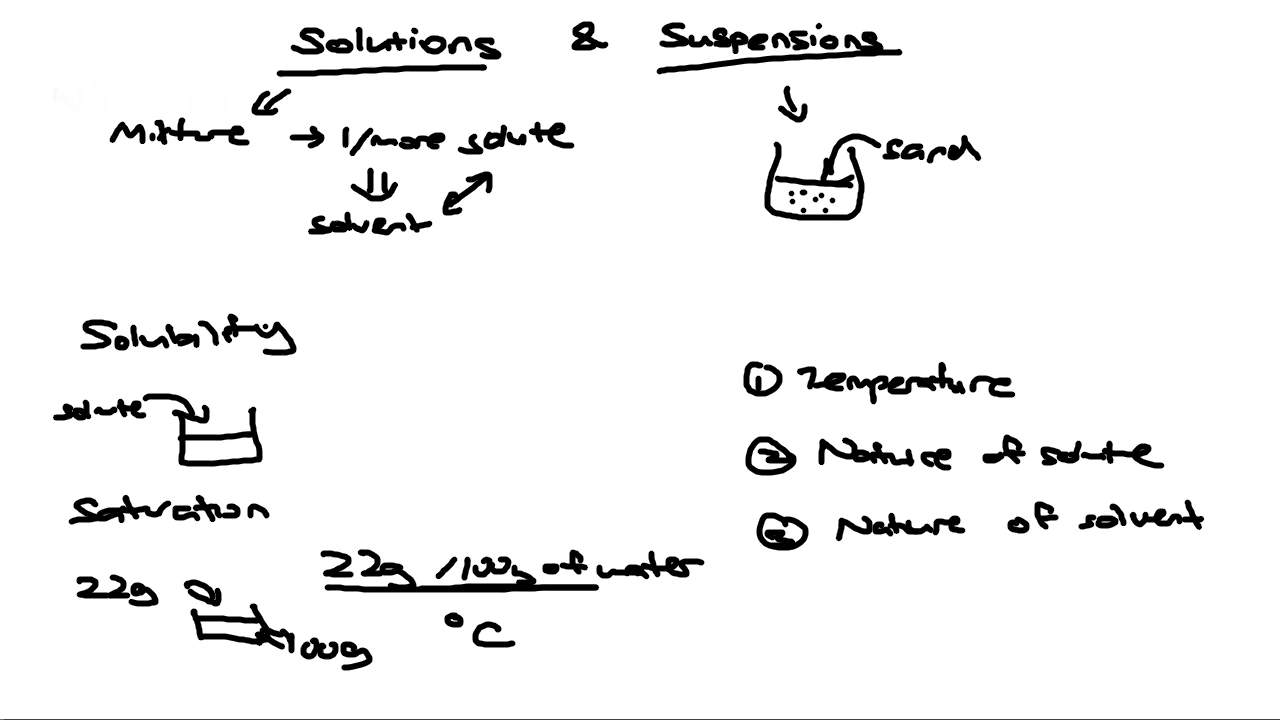 Solutions & Suspensions
Mixture → 1/more solute
solvent
sand
Solubility
solute
① Temperature
② Nature of solute
Saturation
③ Nature of solvent
22g
22g /100g of water
°C
100g